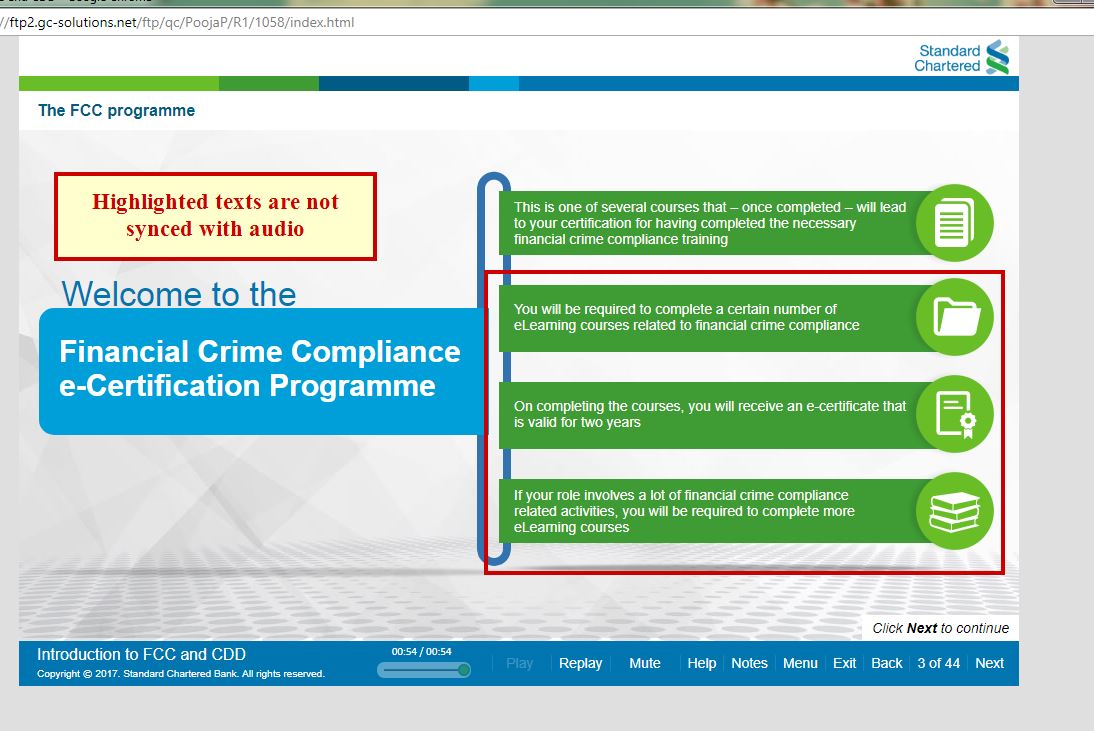 //ftp2.gc-solutions.net/ftp/qc/PoojaP/R1/1058/index.html
Standard
Chartered
The FCC programme
Highlighted texts are not
synced with audio
Welcome to the
Financial Crime Compliance
e-Certification Programme
This is one of several courses that – once completed – will lead
to your certification for having completed the necessary
financial crime compliance training
You will be required to complete a certain number of
eLearning courses related to financial crime compliance
On completing the courses, you will receive an e-certificate that
is valid for two years
If your role involves a lot of financial crime compliance
related activities, you will be required to complete more
eLearning courses
Click Next to continue
Introduction to FCC and CDD
Copyright © 2017. Standard Chartered Bank. All rights reserved.
00:54 / 00:54
Play Replay Mute Help Notes Menu Exit Back 3 of 44 Next